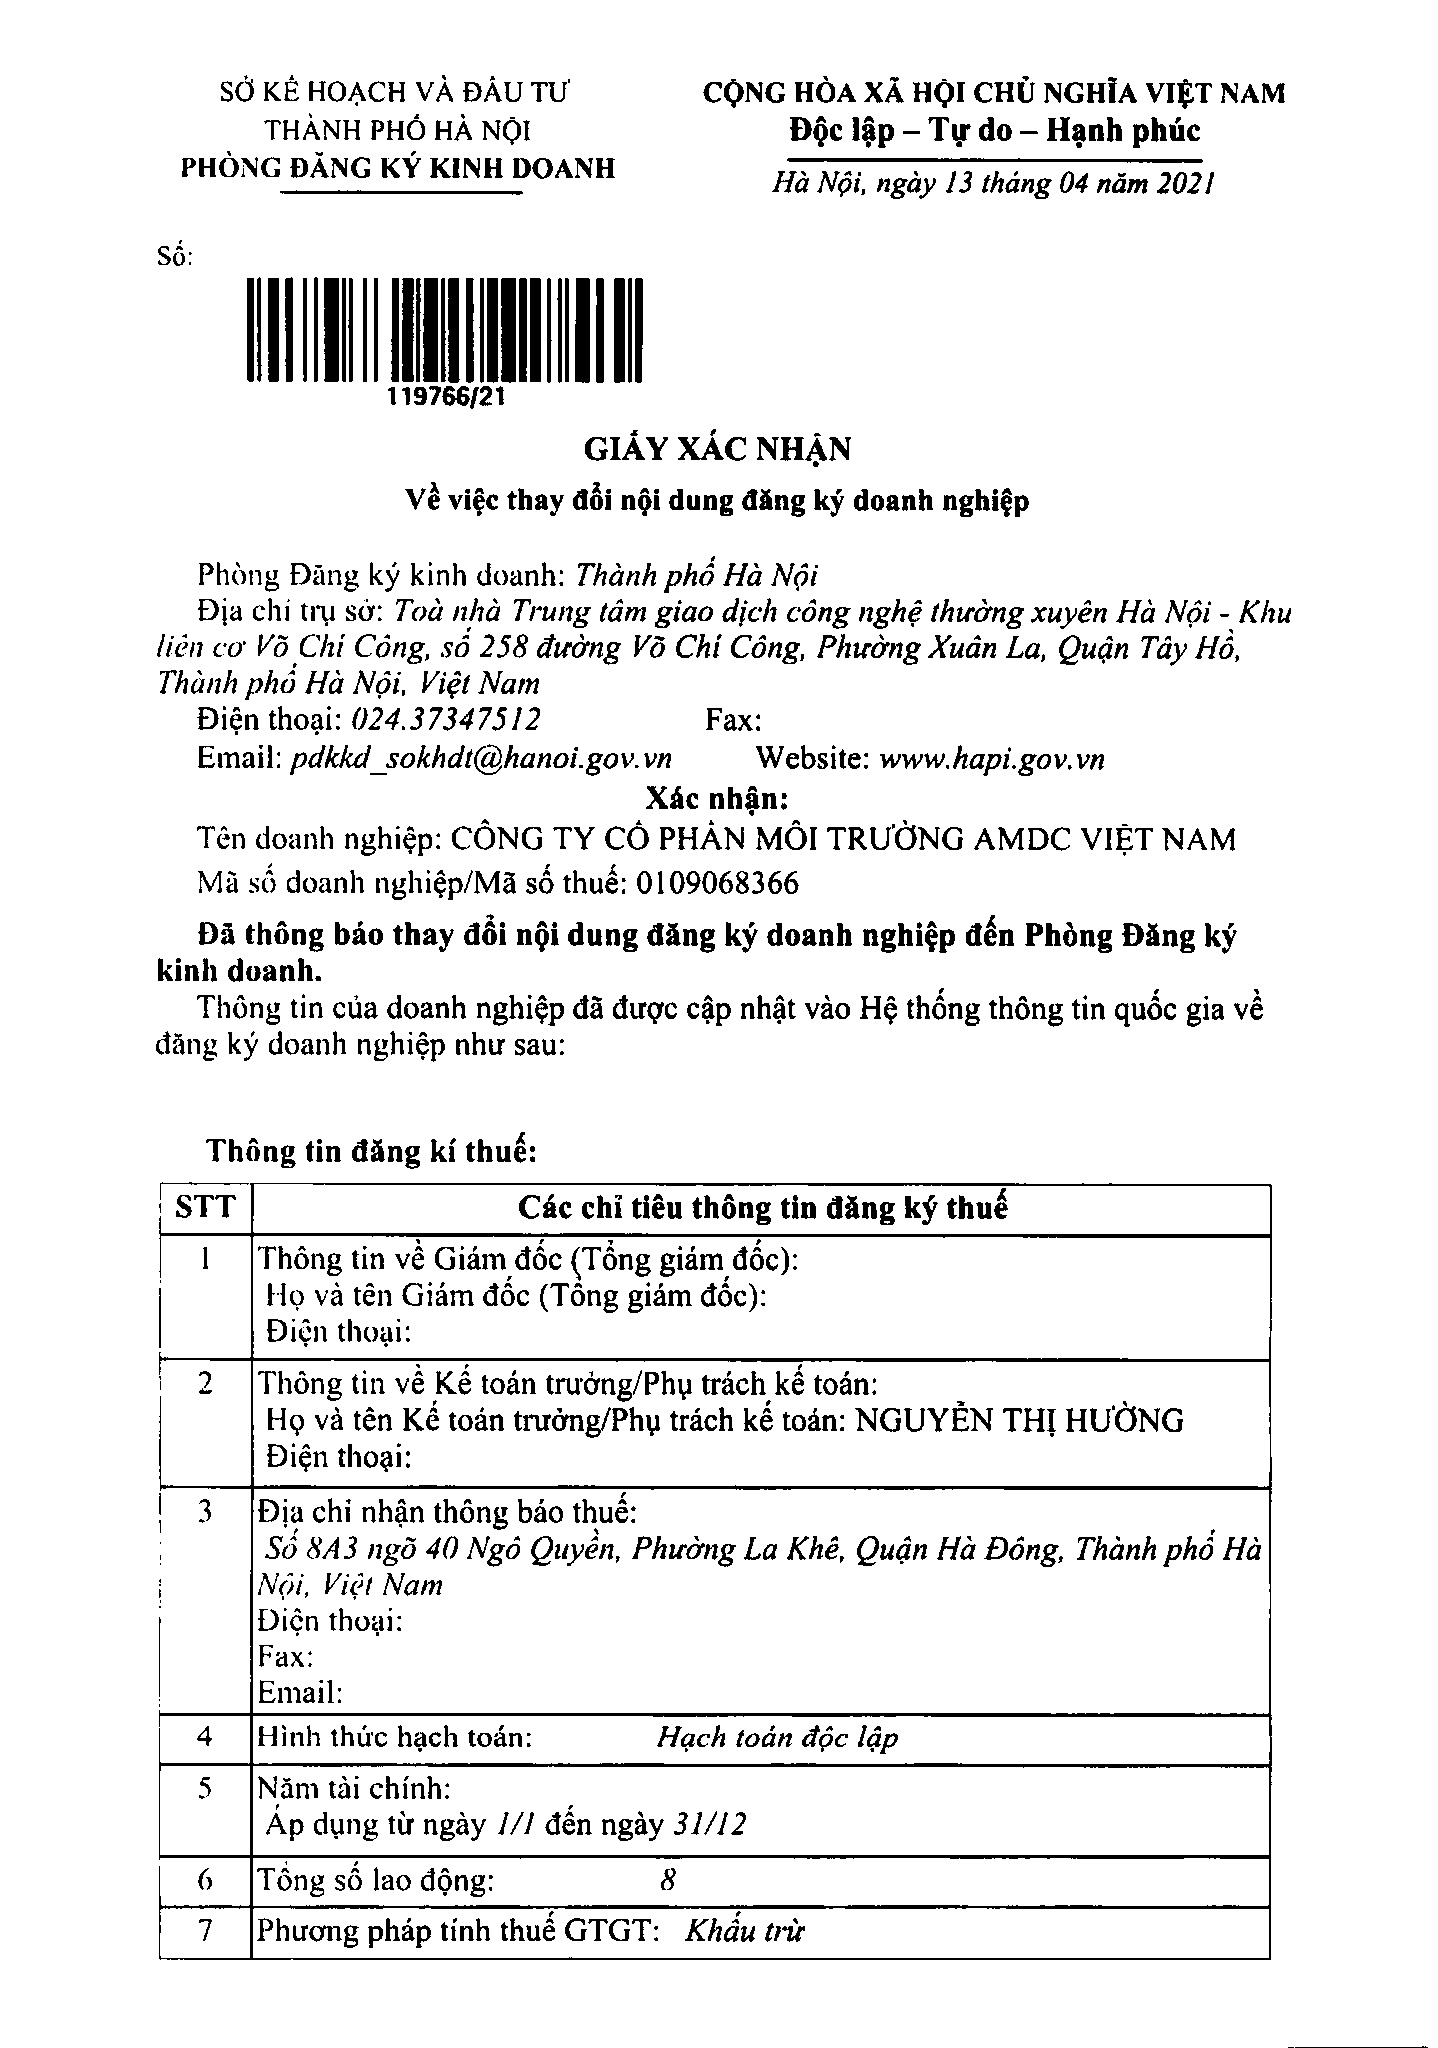 SỞ KẾ HOẠCH VÀ ĐẦU TƯ
THÀNH PHỐ HÀ NỘI
PHÒNG ĐĂNG KÝ KINH DOANH
CỘNG HÒA XÃ HỘI CHỦ NGHĨA VIỆT NAM
Độc lập – Tự do – Hạnh phúc
Hà Nội, ngày 13 tháng 04 năm 2021
Số:
119766/21
GIẤY XÁC NHẬN
Về việc thay đổi nội dung đăng ký doanh nghiệp
Phòng Đăng ký kinh doanh: Thành phố Hà Nội
Địa chỉ trụ sở: Toà nhà Trung tâm giao dịch công nghệ thường xuyên Hà Nội - Khu
liên cơ Võ Chí Công, số 258 đường Võ Chí Công, Phường Xuân La, Quận Tây Hồ,
Thành phố Hà Nội, Việt Nam
Điện thoại: 024.37347512 Fax:
Email: pdkkd_sokhdt@hanoi.gov.vn Website: www.hapi.gov.vn
Xác nhận:
Tên doanh nghiệp: CÔNG TY CỔ PHẦN MÔI TRƯỜNG AMDC VIỆT NAM
Mã số doanh nghiệp/Mã số thuế: 0109068366
Đã thông báo thay đổi nội dung đăng ký doanh nghiệp đến Phòng Đăng ký
kinh doanh.
Thông tin của doanh nghiệp đã được cập nhật vào Hệ thống thông tin quốc gia về
đăng ký doanh nghiệp như sau:
Thông tin đăng kí thuế:
STT Các chỉ tiêu thông tin đăng ký thuế
1 Thông tin về Giám đốc (Tổng giám đốc):
Họ và tên Giám đốc (Tổng giám đốc):
Điện thoại:
2 Thông tin về Kế toán trưởng/Phụ trách kế toán:
Họ và tên Kế toán trưởng/Phụ trách kế toán: NGUYỄN THỊ HƯỜNG
Điện thoại:
3 Địa chỉ nhận thông báo thuế:
Số 8A3 ngõ 40 Ngô Quyền, Phường La Khê, Quận Hà Đông, Thành phố Hà
Nội, Việt Nam
Điện thoại:
Fax:
Email:
4 Hình thức hạch toán: Hạch toán độc lập
5 Năm tài chính:
Áp dụng từ ngày 1/1 đến ngày 31/12
6 Tổng số lao động: 8
7 Phương pháp tính thuế GTGT: Khấu trừ